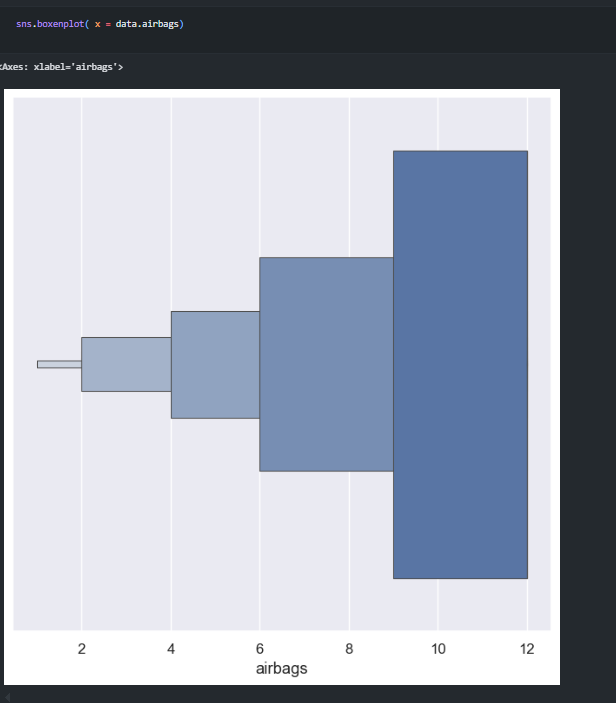 sns.boxenplot( x = data.airbags)
<Axes: xlabel='airbags'>
2 4 6 8 10 12
airbags